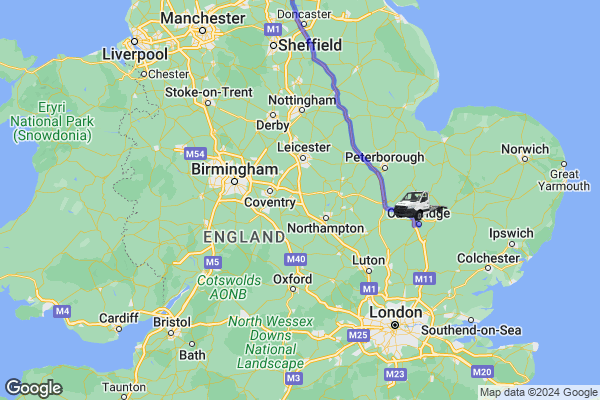 Manchester
Doncaster
M1
Liverpool
Sheffield
Chester
Eryri
National Park
(Snowdonia)
Stoke-on-Trent
Nottingham
Derby
M54
Leicester
Peterborough
Norwich
Great
Yarmouth
Birmingham
Coventry
Northampton
ENGLAND
Ipswich
M5
M40
Colchester
Luton
M11
Cotswolds
AONB
Oxford
M1
M4
Cardiff
London
Bristol
North Wessex
Downs
National
Landscape
M25
Southend-on-Sea
Bath
M20
M3
M23
Taunton
Google
Google
Map data ©2024 Google